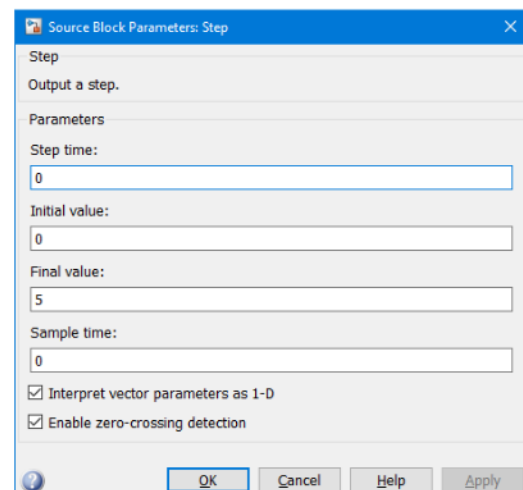 Source Block Parameters: Step
Step
Output a step.
Parameters
Step time:
0
Initial value:
0
Final value:
5
Sample time:
0
Interpret vector parameters as 1-D
Enable zero-crossing detection
? OK Cancel Help Apply